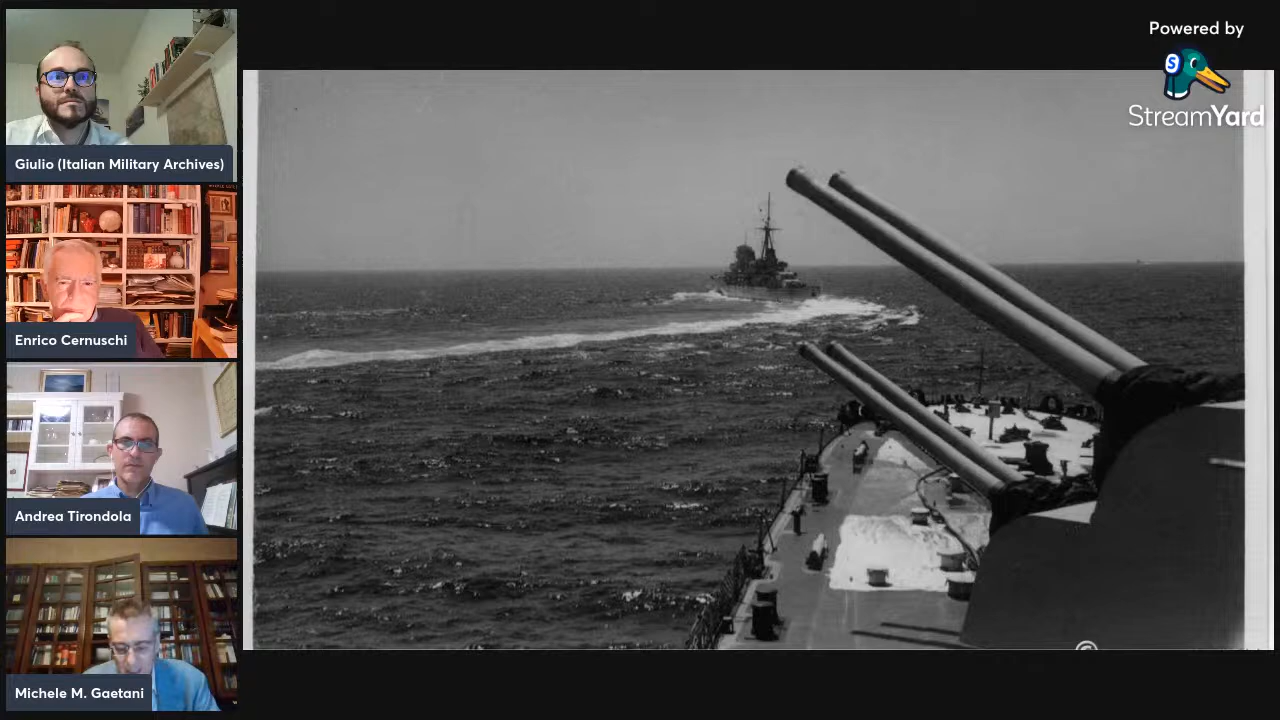 Powered by
StreamYard
Giulio (Italian Military Archives)
Enrico Cernuschi
Andrea Tirondola
Michele M. Gaetani